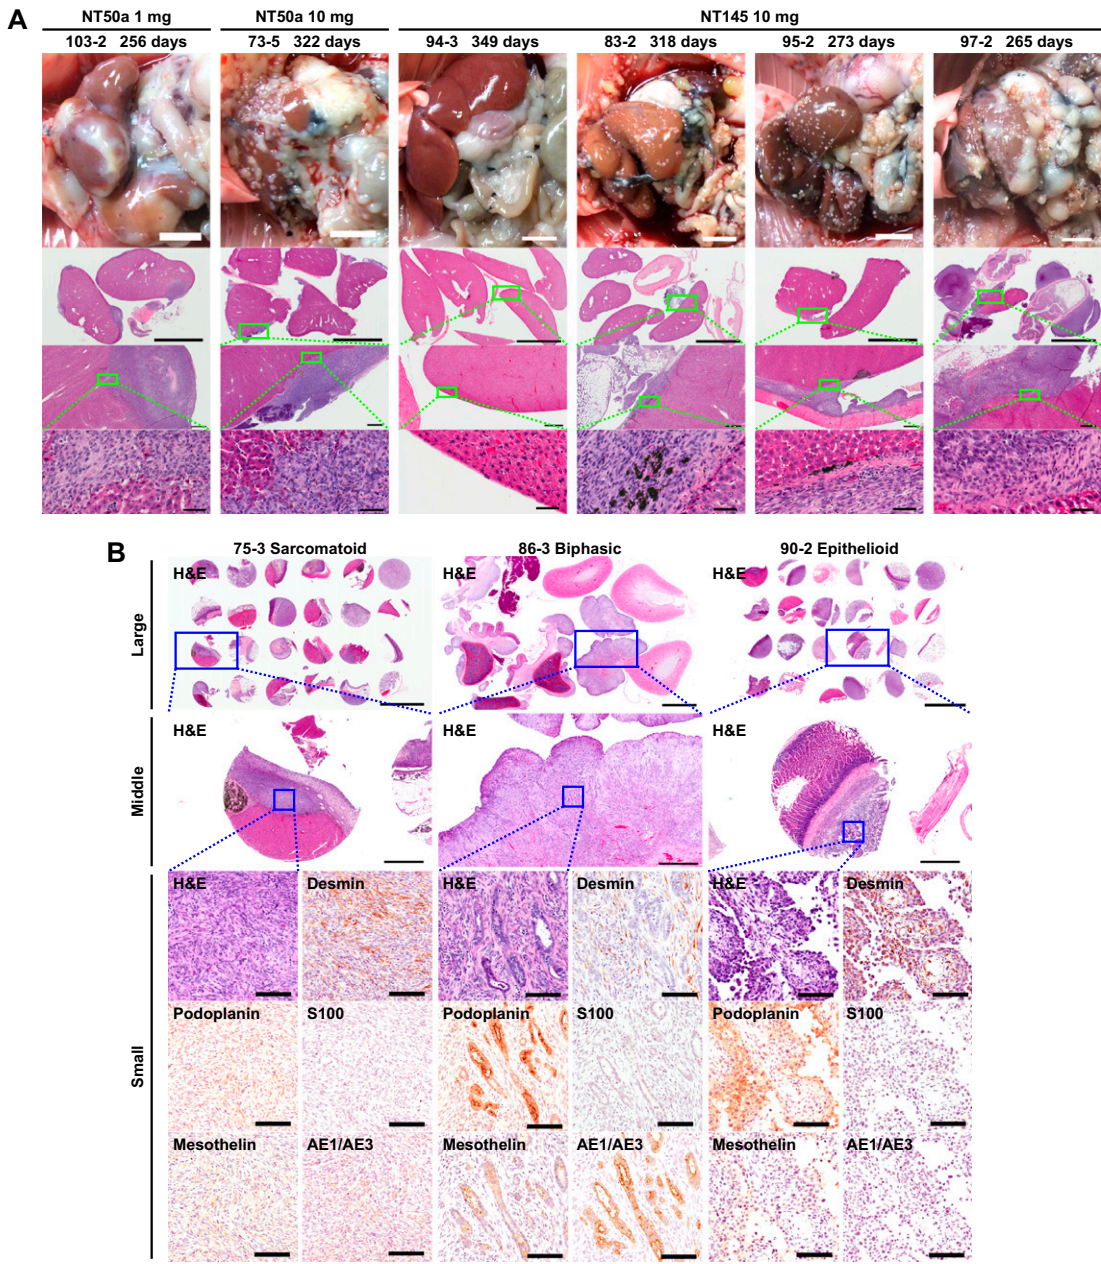 A
NT50a 1 mg NT50a 10 mg NT145 10 mg
103-2 256 days 73-5 322 days 94-3 349 days 83-2 318 days 95-2 273 days 97-2 265 days
B
75-3 Sarcomatoid 86-3 Biphasic 90-2 Epithelioid
Large
H&E H&E H&E
Middle
H&E H&E H&E
Small
H&E Desmin H&E Desmin H&E Desmin
Podoplanin S100 Podoplanin S100 Podoplanin S100
Mesothelin AE1/AE3 Mesothelin AE1/AE3 Mesothelin AE1/AE3